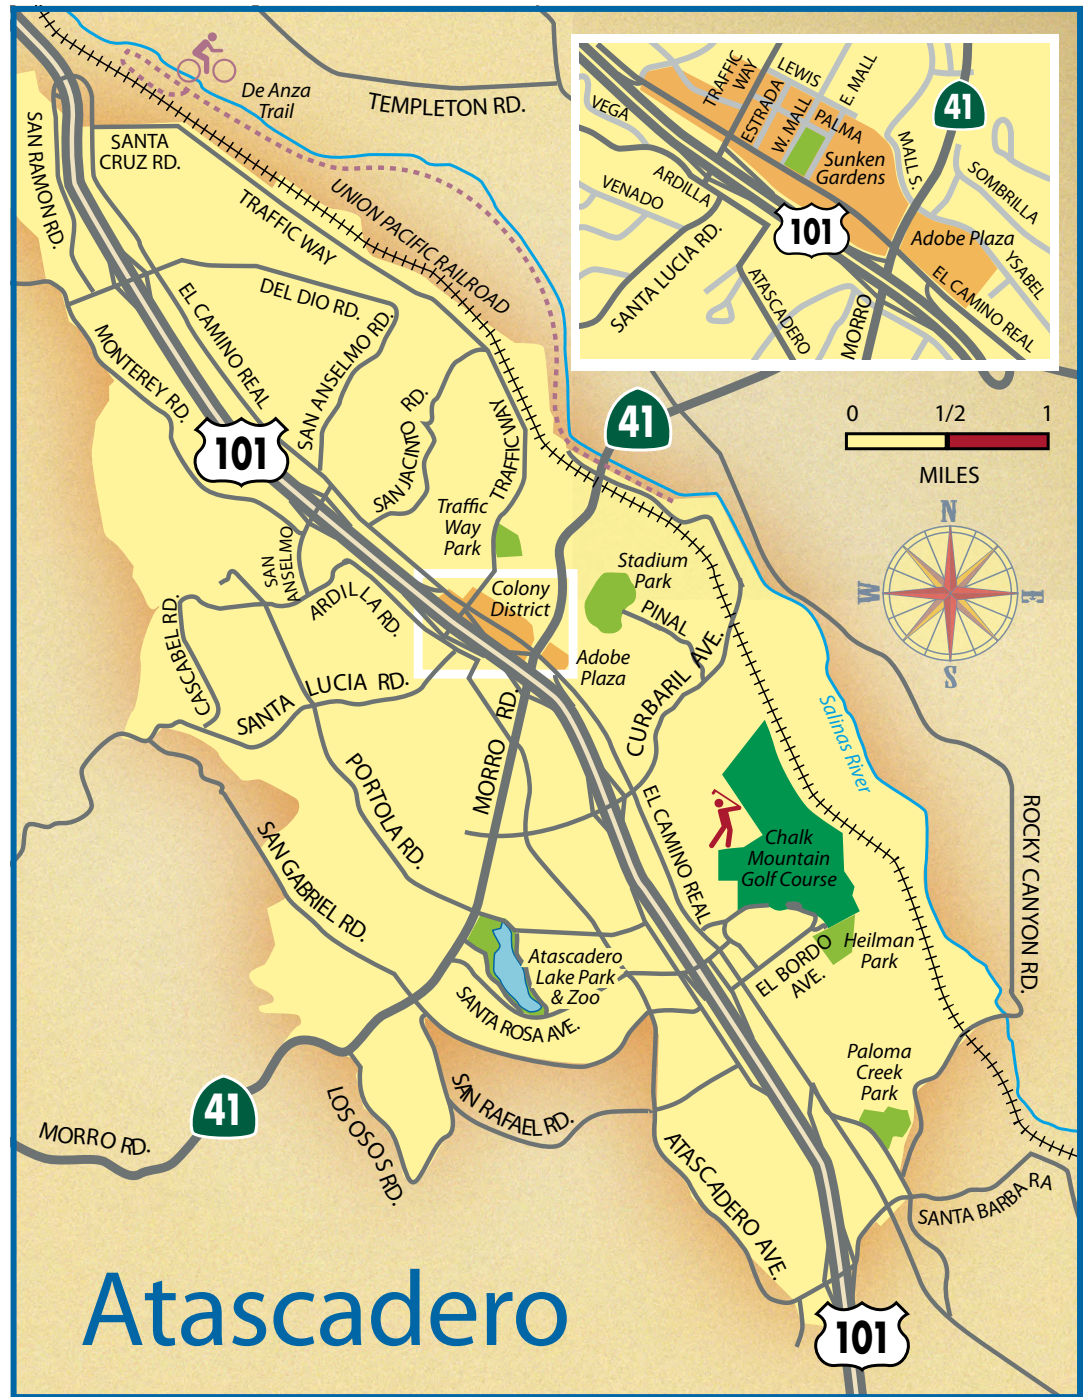 De Anza
Trail
TEMPLETON RD.
SAN RAMON RD.
SANTA
CRUZ RD.
UNION PACIFIC RAILROAD
TRAFFIC WAY
DEL DIO RD.
EL CAMINO REAL
SAN ANSELMO RD.
MONTEREY RD.
101
SAN JACINTO RD.
TRAFFIC WAY
41
Traffic
Way
Park
SAN
ANSELMO
ARDILLA RD.
Colony
District
Stadium
Park
PINAL
Adobe
Plaza
CURBARIL AVE.
CASCABEL RD.
SANTA LUCIA RD.
MORRO RD.
PORTOLA RD.
EL CAMINO REAL
Salinas River
Chalk
Mountain
Golf Course
SAN GABRIEL RD.
Atascadero
Lake Park
& Zoo
EL BORDO
AVE.
Heilman
Park
ROCKY CANYON RD.
SANTA ROSA AVE.
Paloma
Creek
Park
41
MORRO RD.
LOS OSOS RD.
SAN RAFAEL RD.
ATASCADERO AVE.
SANTA BARBARA
101
Atascadero
TRAFFIC
WAY
LEWIS
E. MALL
41
VEGA
ESTRADA
W. MALL
PALMA
MALL S.
Sunken
Gardens
ARDILLA
VENADO
SOMBRILLA
101
Adobe Plaza
YSABEL
SANTA LUCIA RD.
ATASCADERO
MORRO
EL CAMINO REAL
0 1/2 1
MILES
N
W
E
S